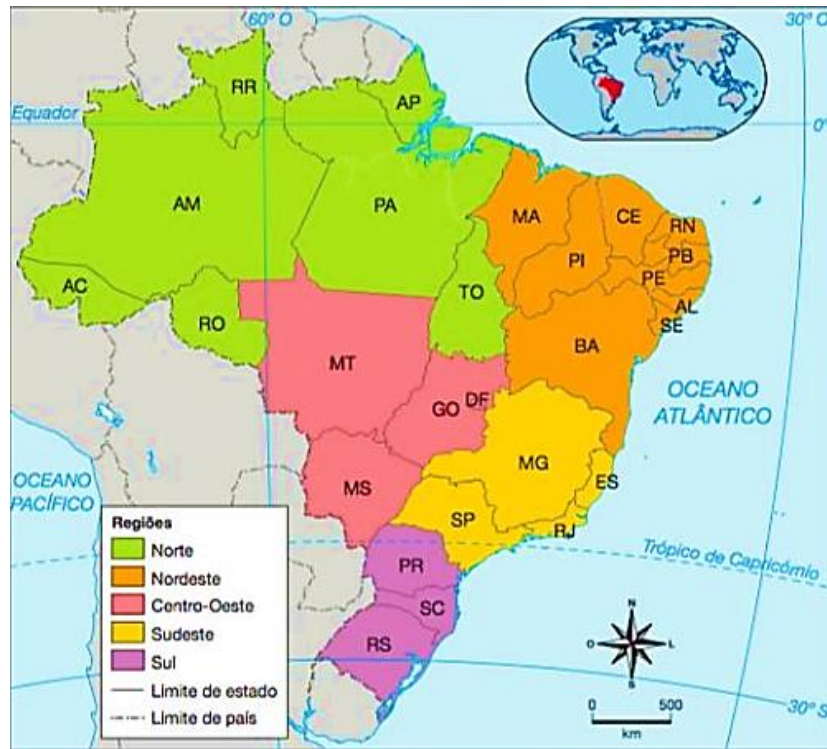 60° O
30° O
RR
AP
Equador
0°
AM
PA
MA
CE
RN
PB
PI
PE
AC
TO
AL
SE
RO
BA
MT
OCEANO
ATLÂNTICO
GO
DF
MG
OCEANO
PACÍFICO
MS
ES
SP
RJ
Regiões
Norte
Nordeste
Centro-Oeste
Sudeste
Sul
Limite de estado
Limite de país
Trópico de Capricórnio
PR
SC
RS
N
O
L
S
0
500
km
30° S